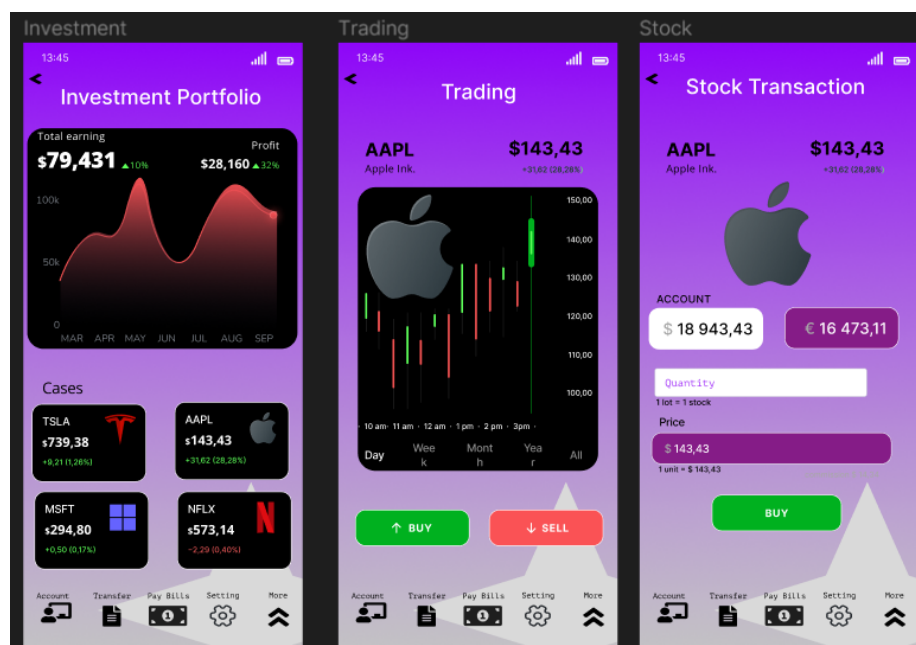 Investment
13:45
<
Investment Portfolio
Total earning
Profit
$79,431 ▲10%
$28,160 ▲32%
100k
50k
0
MAR APR MAY JUN JUL AUG SEP
Cases
TSLA
$739,38
+9,21 (1,26%)
AAPL
$143,43
+31,62 (28,28%)
MSFT
$294,80
+0,50 (0,17%)
NFLX
$573,14
−2,29 (0,40%)
Account Transfer Pay Bills Setting More
1
Trading
13:45
<
Trading
AAPL $143,43
Apple Ink. +31,62 (28,28%)
150,00
140,00
130,00
120,00
110,00
100,00
· 10 am · 11 am · 12 am · 1 pm · 2 pm · 3pm ·
Day
Wee
k
Mont
h
Yea
r
All
↑ BUY
↓ SELL
Account Transfer Pay Bills Setting More
1
Stock
13:45
<
Stock Transaction
AAPL $143,43
Apple Ink. +31,62 (28,28%)
ACCOUNT
$ 18 943,43
€ 16 473,11
Quantity
1 lot = 1 stock
Price
$ 143,43
1 unit = $ 143,43
BUY
Account Transfer Pay Bills Setting More
1